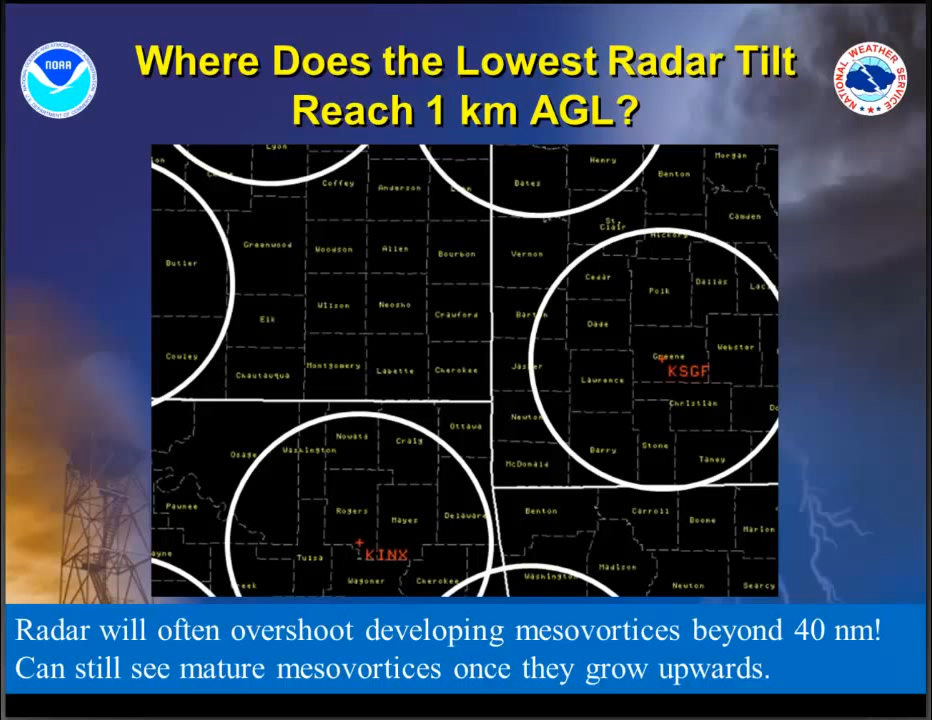 Where Does the Lowest Radar Tilt
Reach 1 km AGL?
NOAA
NATIONAL WEATHER SERVICE
Lyon
Henry
Morgan
Coffey
Anderson
Bates
Benton
St.
Clair
Camden
Hickory
Greenwood
Woodson
Allen
Bourbon
Vernon
Butler
Cedar
Polk
Dallas
Elk
Wilson
Neosho
Crawford
Dade
Webster
Cowley
Chautauqua
Montgomery
Labette
Cherokee
Greene
KSGF
Lawrence
Christian
Newton
Ottawa
Nowata
Craig
Osage
Washington
Barry
Stone
Taney
McDonald
Pawnee
Rogers
Mayes
Delaware
Benton
Carroll
Boone
Marion
Tulsa
KINX
Madison
Wagoner
Cherokee
Washington
Newton
Searcy
Radar will often overshoot developing mesovortices beyond 40 nm!
Can still see mature mesovortices once they grow upwards.